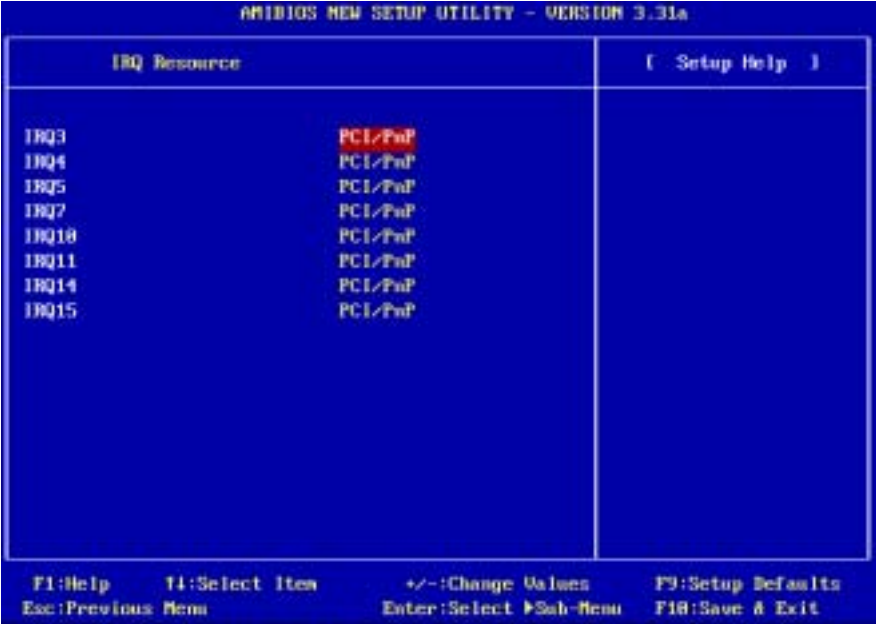 AMIBIOS NEW SETUP UTILITY - VERSION 3.31a
IRQ Resource
[ Setup Help ]
IRQ3 PCI/PnP
IRQ4 PCI/PnP
IRQ5 PCI/PnP
IRQ7 PCI/PnP
IRQ10 PCI/PnP
IRQ11 PCI/PnP
IRQ14 PCI/PnP
IRQ15 PCI/PnP
F1:Help ↑↓:Select Item +/-:Change Values F9:Setup Defaults
Esc:Previous Menu Enter:Select ▶Sub-Menu F10:Save & Exit